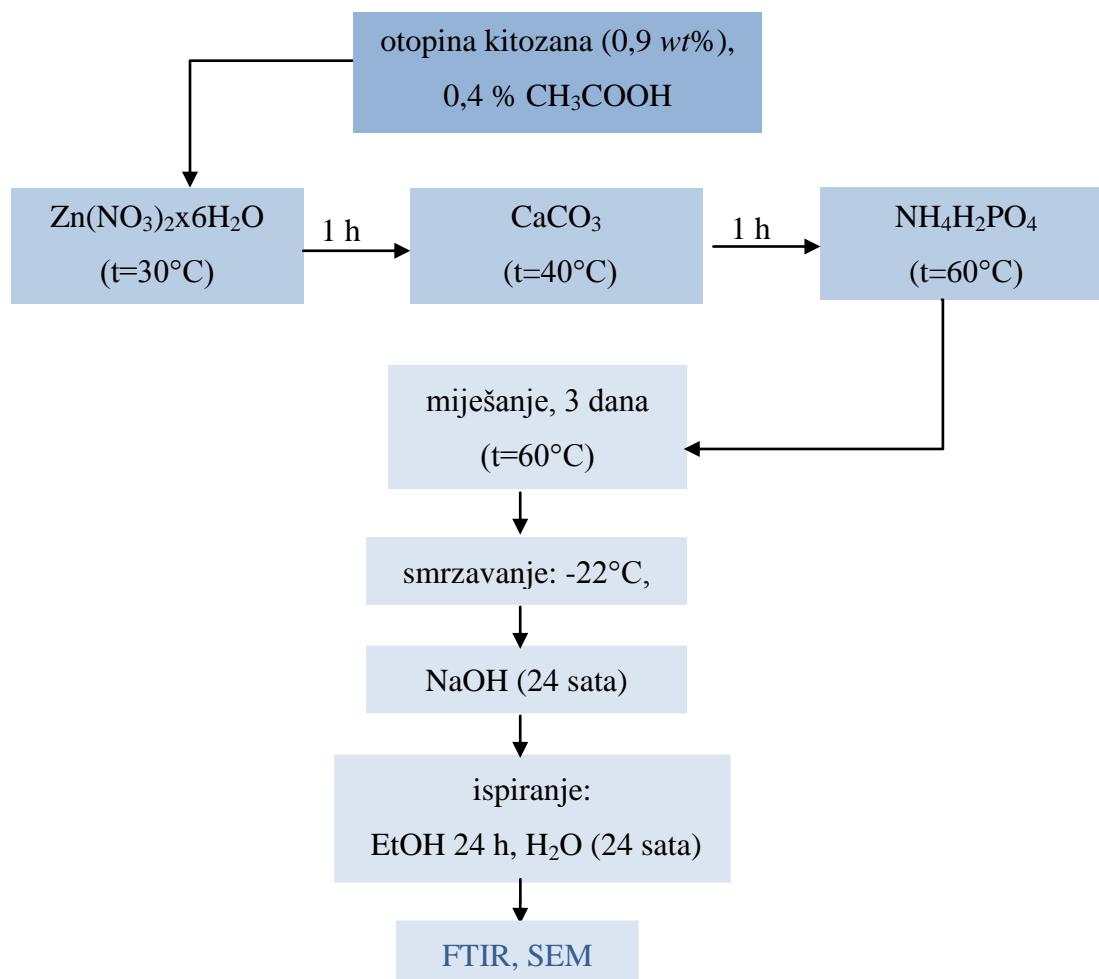 otopina kitozana (0,9 wt%),
0,4 % CH₃COOH
Zn(NO₃)₂x6H₂O
(t=30°C)
1 h
CaCO₃
(t=40°C)
1 h
NH₄H₂PO₄
(t=60°C)
miješanje, 3 dana
(t=60°C)
smrzavanje: -22°C,
NaOH (24 sata)
ispiranje:
EtOH 24 h, H₂O (24 sata)
FTIR, SEM